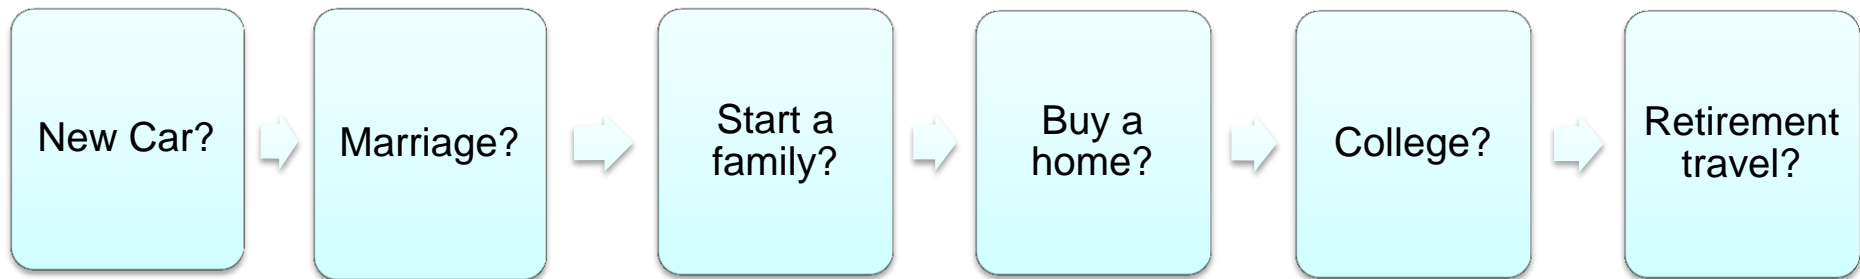 New Car?
Marriage?
Start a
family?
Buy a
home?
College?
Retirement
travel?